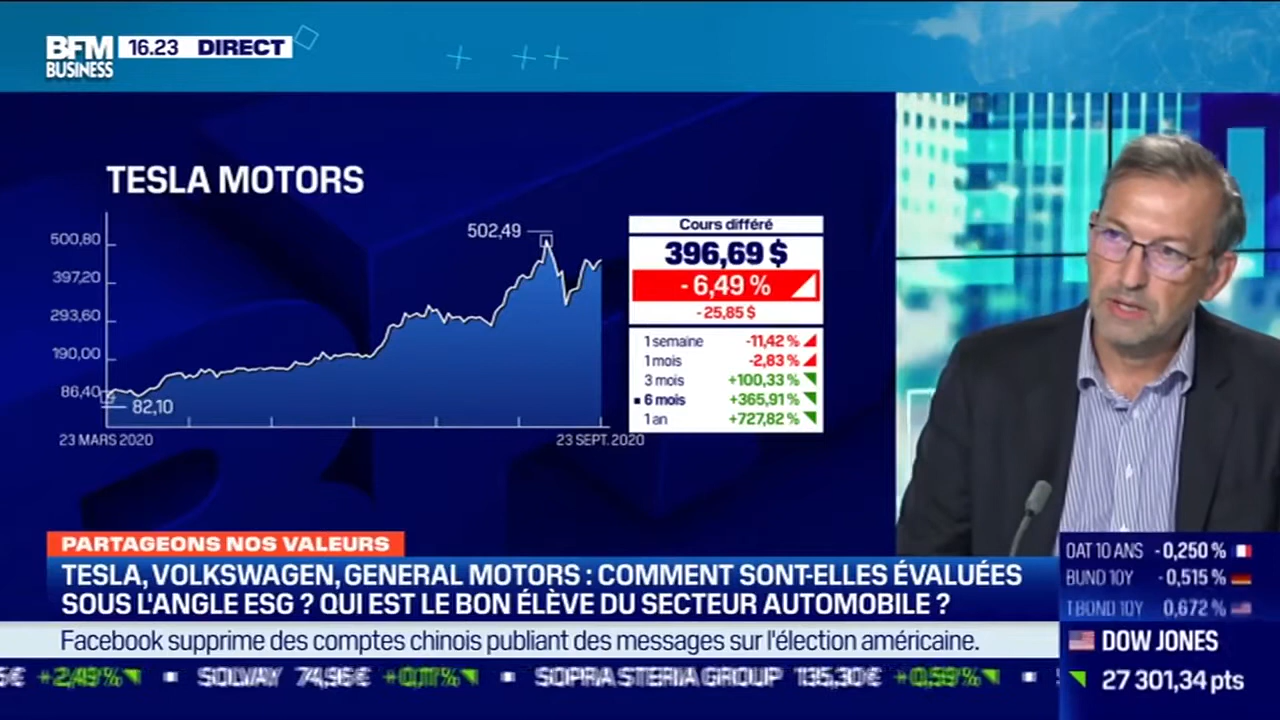 BFM
BUSINESS
16.23 DIRECT
TESLA MOTORS
502,49
500,80
397,20
293,60
190,00
86,40
82,10
23 MARS 2020
23 SEPT. 2020
Cours différé
396,69 $
- 6,49 %
- 25,85 $
1 semaine -11,42 %
1 mois -2,83 %
3 mois +100,33 %
6 mois +365,91 %
1 an +727,82 %
PARTAGEONS NOS VALEURS
TESLA, VOLKSWAGEN, GENERAL MOTORS : COMMENT SONT-ELLES ÉVALUÉES
SOUS L'ANGLE ESG ? QUI EST LE BON ÉLÈVE DU SECTEUR AUTOMOBILE ?
Facebook supprime des comptes chinois publiant des messages sur l'élection américaine.
OAT 10 ANS - 0,250 %
BUND 10Y - 0,515 %
T BOND 10Y 0,672 %
DOW JONES
27 301,34 pts
€ +2,49 % SOLVAY 74,96 € +0,11 % SOPRA STERIA GROUP 135,30 € +0,59 %